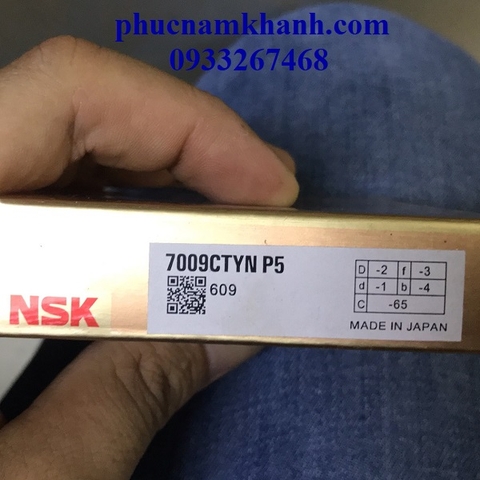 phucnamkhanh.com
0933267468
7009CTYN P5
609
NSK
D -2 f -3
d -1 b -4
C -65
MADE IN JAPAN